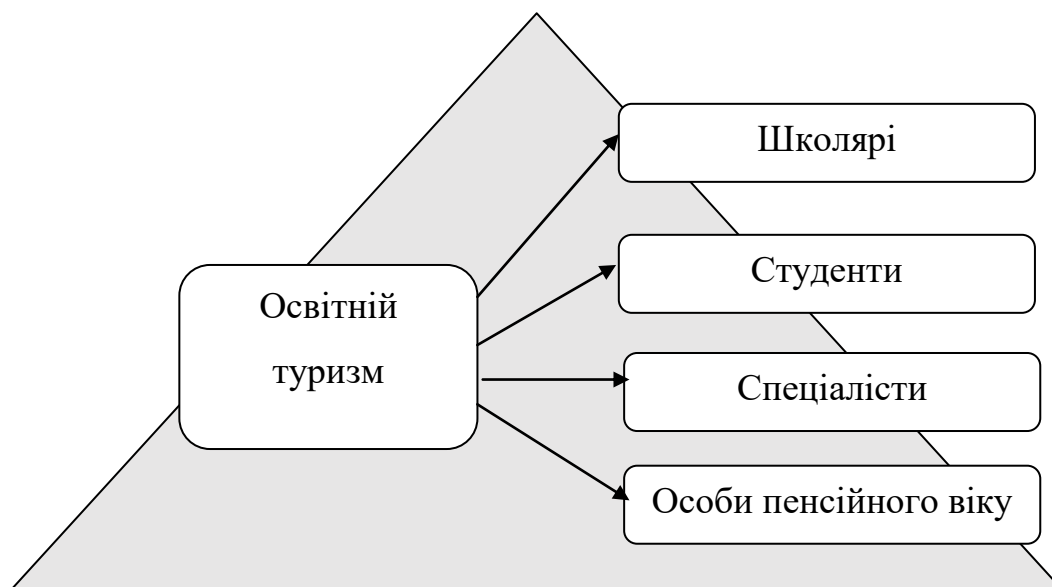 Школярі
Студенти
Освітній
туризм
Спеціалісти
Особи пенсійного віку